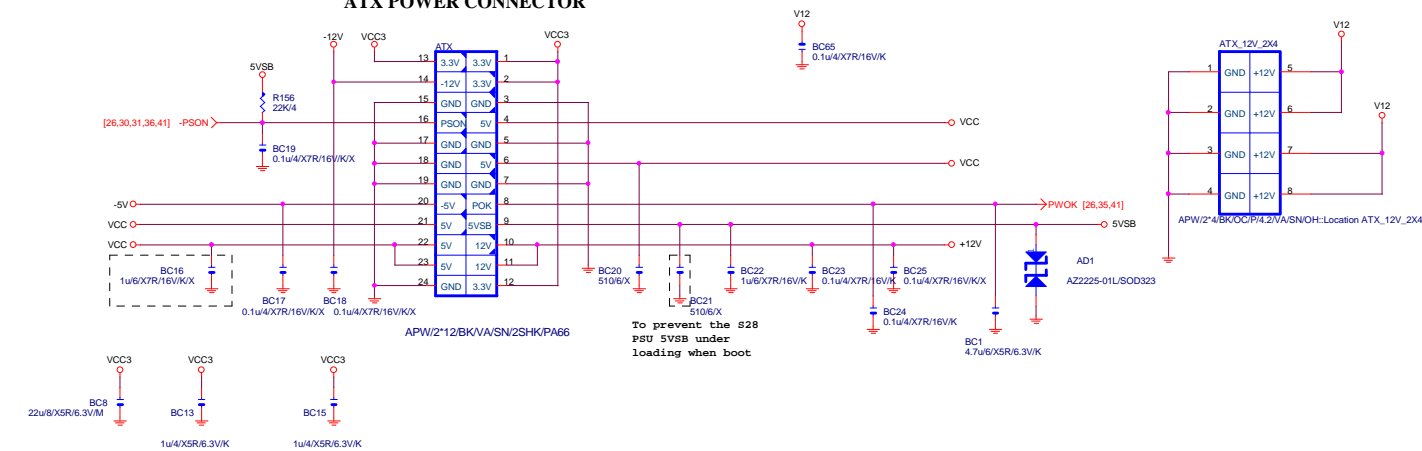 ATX POWER CONNECTOR
-12V
VCC3
VCC3
V12
V12
V12
5VSB
ATX
ATX_12V_2X4
BC65
0.1u/4/X7R/16V/K
R156
22K/4
[26,30,31,36,41] -PSON
BC19
0.1u/4/X7R/16V/K/X
13 3.3V 3.3V 1
14 -12V 3.3V 2
15 GND GND 3
16 PSON 5V 4
17 GND GND 5
18 GND 5V 6
19 GND GND 7
20 -5V POK 8
21 5V 5VSB 9
22 5V 12V 10
23 5V 12V 11
24 GND 3.3V 12
VCC
VCC
PWOK [26,35,41]
5VSB
+12V
-5V
VCC
VCC
1 GND +12V 5
2 GND +12V 6
3 GND +12V 7
4 GND +12V 8
APW/2*4/BK/OC/P/4.2/VA/SN/OH::Location ATX_12V_2X4
BC16
1u/6/X7R/16V/K/X
BC17
0.1u/4/X7R/16V/K/X
BC18
0.1u/4/X7R/16V/K/X
BC20
510/6/X
BC21
510/6/X
BC22
1u/6/X7R/16V/K
BC23
0.1u/4/X7R/16V/K
BC25
0.1u/4/X7R/16V/K/X
BC24
0.1u/4/X7R/16V/K
BC1
4.7u/6/X5R/6.3V/K
AD1
AZ2225-01L/SOD323
APW/2*12/BK/VA/SN/2SHK/PA66
To prevent the S28
PSU 5VSB under
loading when boot
VCC3
VCC3
VCC3
BC8
22u/8/X5R/6.3V/M
BC13
1u/4/X5R/6.3V/K
BC15
1u/4/X5R/6.3V/K